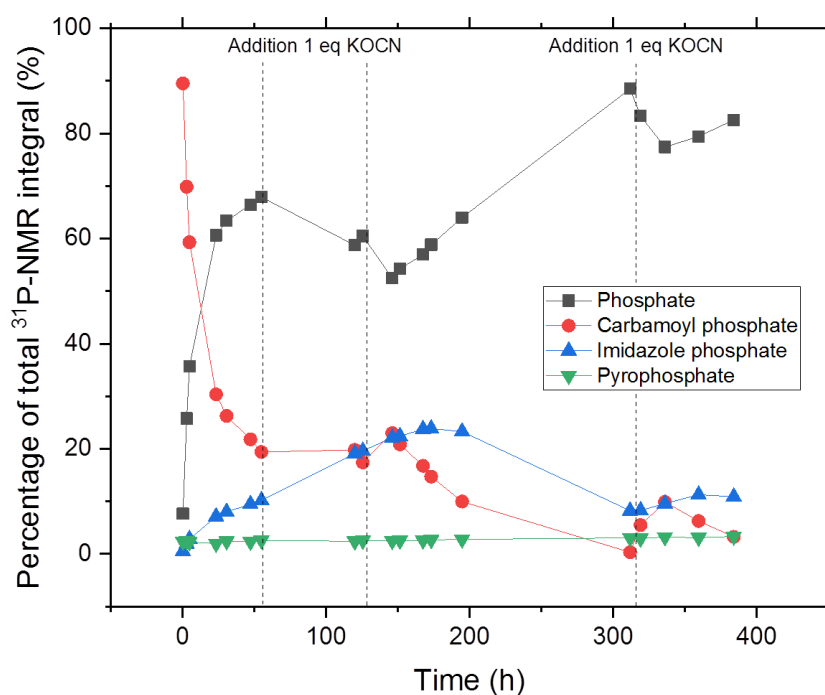 Addition 1 eq KOCN
Addition 1 eq KOCN
Percentage of total ³¹P-NMR integral (%)
100
80
60
40
20
0
Phosphate
Carbamoyl phosphate
Imidazole phosphate
Pyrophosphate
0
100
200
300
400
Time (h)